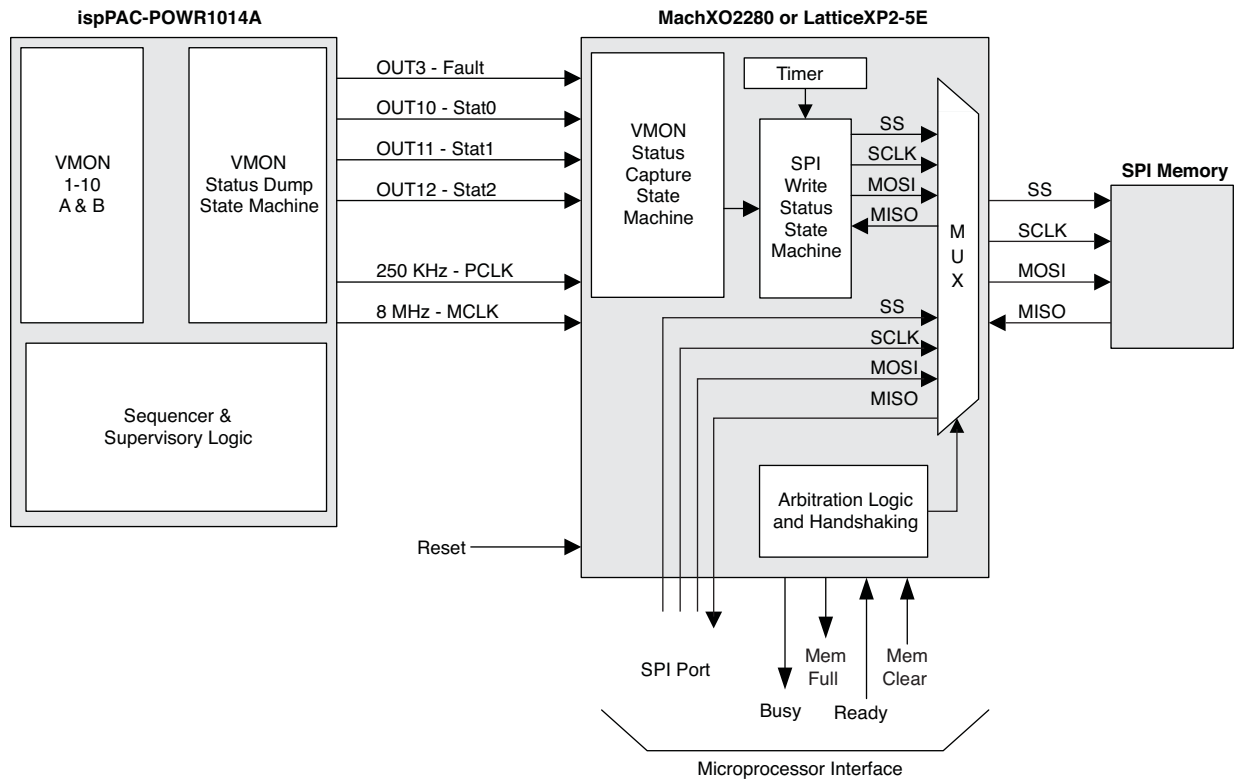 ispPAC-POWR1014A
MachXO2280 or LatticeXP2-5E
VMON
1-10
A & B
VMON
Status Dump
State Machine
Sequencer &
Supervisory Logic
OUT3 - Fault
OUT10 - Stat0
OUT11 - Stat1
OUT12 - Stat2
250 KHz - PCLK
8 MHz - MCLK
Reset
VMON
Status
Capture
State
Machine
Timer
SPI
Write
Status
State
Machine
SS
SCLK
MOSI
MISO
SS
SCLK
MOSI
MISO
M
U
X
Arbitration Logic
and Handshaking
SS
SCLK
MOSI
MISO
SPI Memory
SPI Port
Busy
Mem
Full
Ready
Mem
Clear
Microprocessor Interface